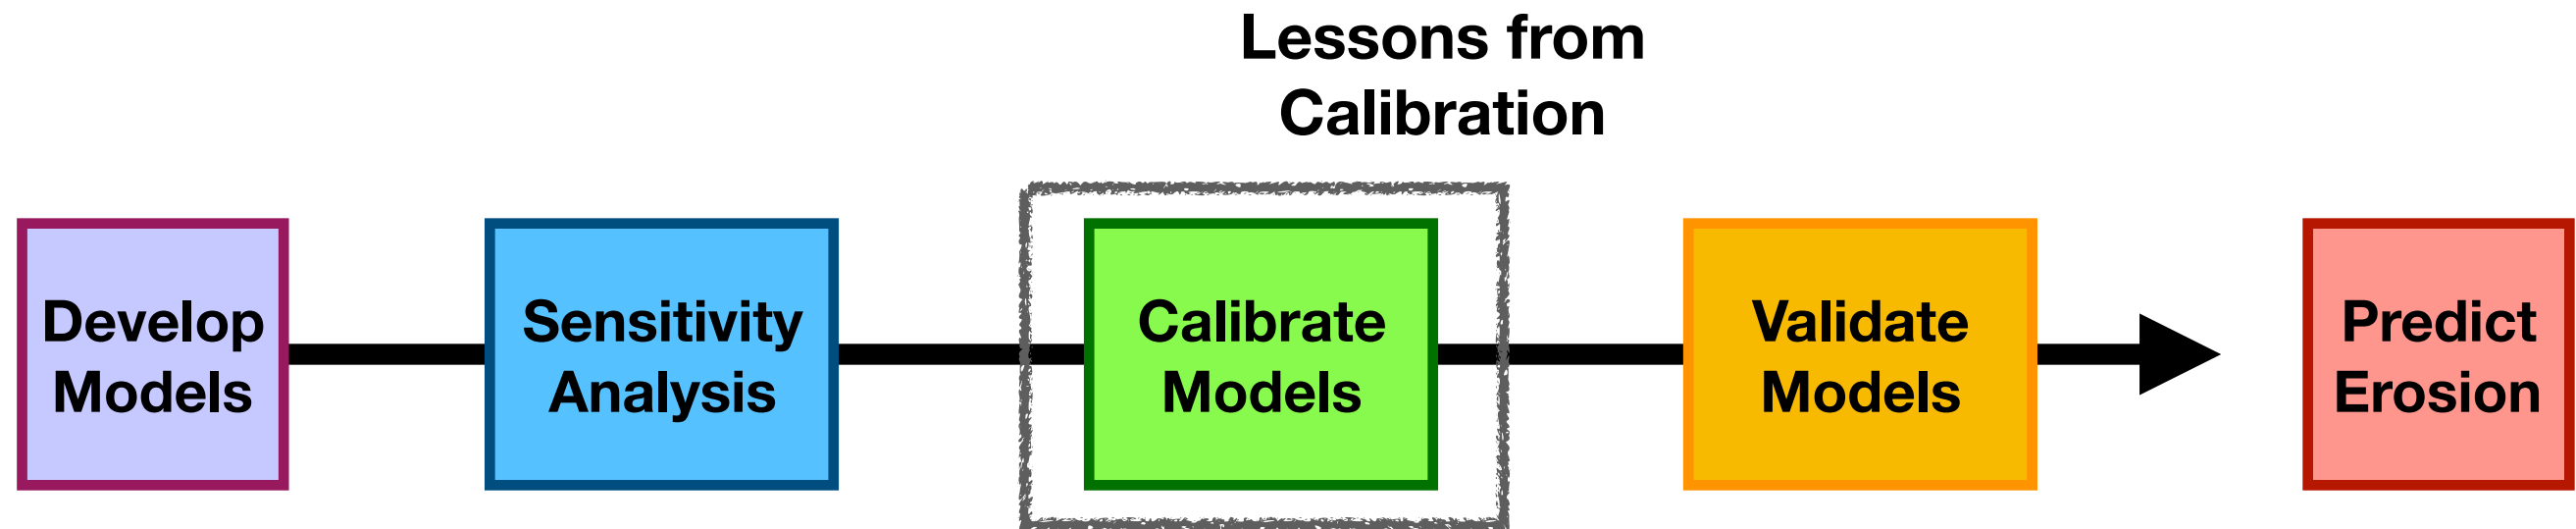 Lessons from
Calibration
Develop
Models
Sensitivity
Analysis
Calibrate
Models
Validate
Models
Predict
Erosion